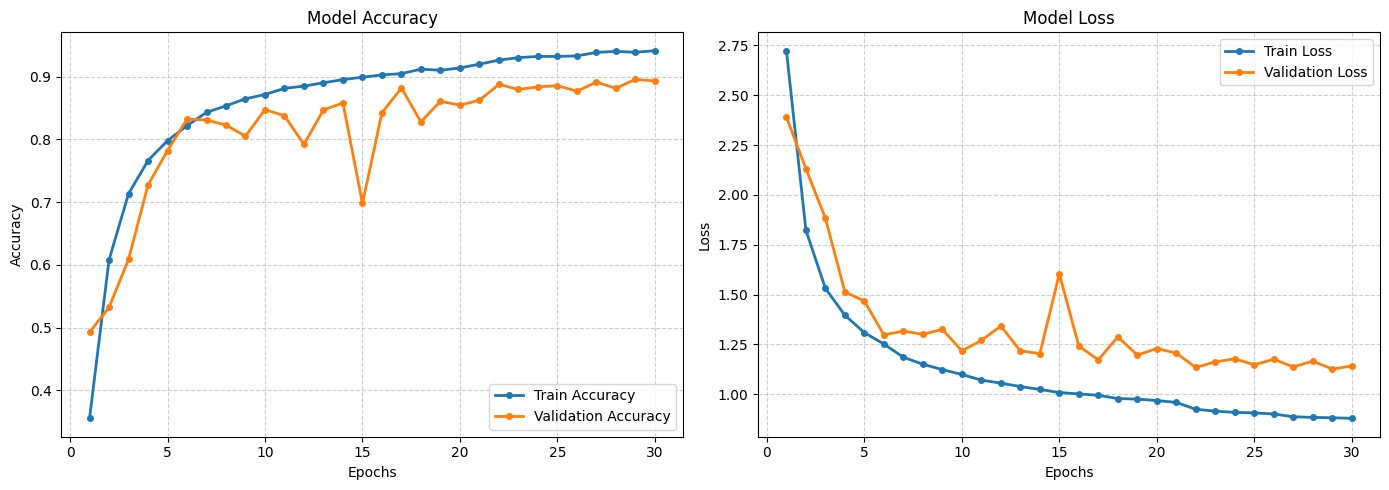 Model Accuracy
Accuracy
0.9
0.8
0.7
0.6
0.5
0.4
0
5
10
15
20
25
30
Epochs
Train Accuracy
Validation Accuracy
Model Loss
Loss
2.75
2.50
2.25
2.00
1.75
1.50
1.25
1.00
0
5
10
15
20
25
30
Epochs
Train Loss
Validation Loss